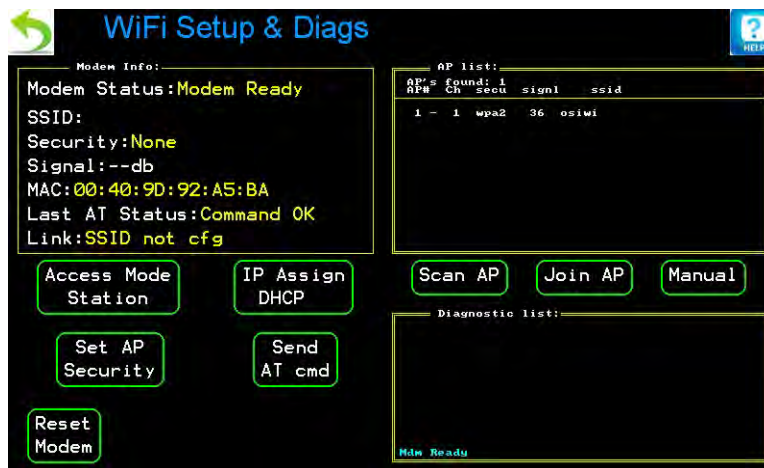 WiFi Setup & Diags
HELP
Modem Info:
Modem Status:Modem Ready
SSID:
Security:None
Signal:--db
MAC:00:40:9D:92:A5:BA
Last AT Status:Command OK
Link:SSID not cfg
AP list:
AP's found: 1
AP# Ch secu signl ssid
1 - 1 wpa2 36 osiwi
Access Mode
Station
IP Assign
DHCP
Scan AP
Join AP
Manual
Set AP
Security
Send
AT cmd
Diagnostic list:
Mdm Ready
Reset
Modem